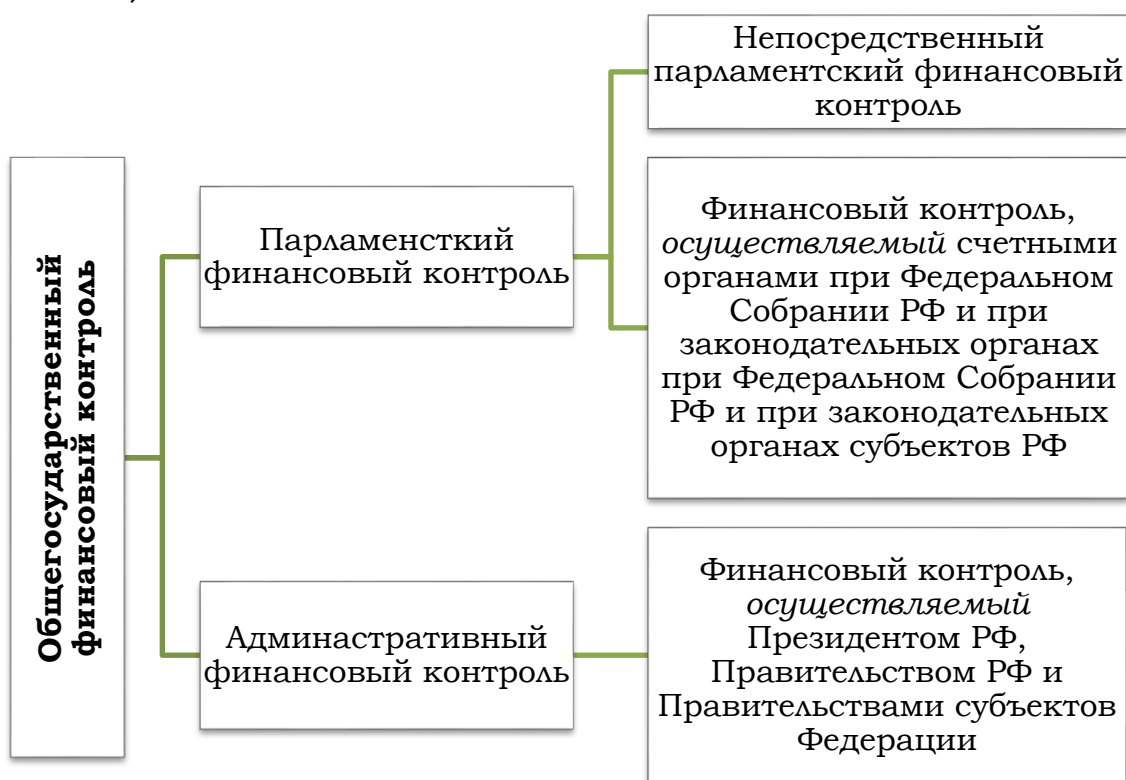 Общегосударственный
финансовый контроль
Парламенсткий
финансовый контроль
Непосредственный
парламентский финансовый
контроль
Финансовый контроль,
осуществляемый счетными
органами при Федеральном
Собрании РФ и при
законодательных органах
при Федеральном Собрании
РФ и при законодательных
органах субъектов РФ
Админастративный
финансовый контроль
Финансовый контроль,
осуществляемый
Президентом РФ,
Правительством РФ и
Правительствами субъектов
Федерации